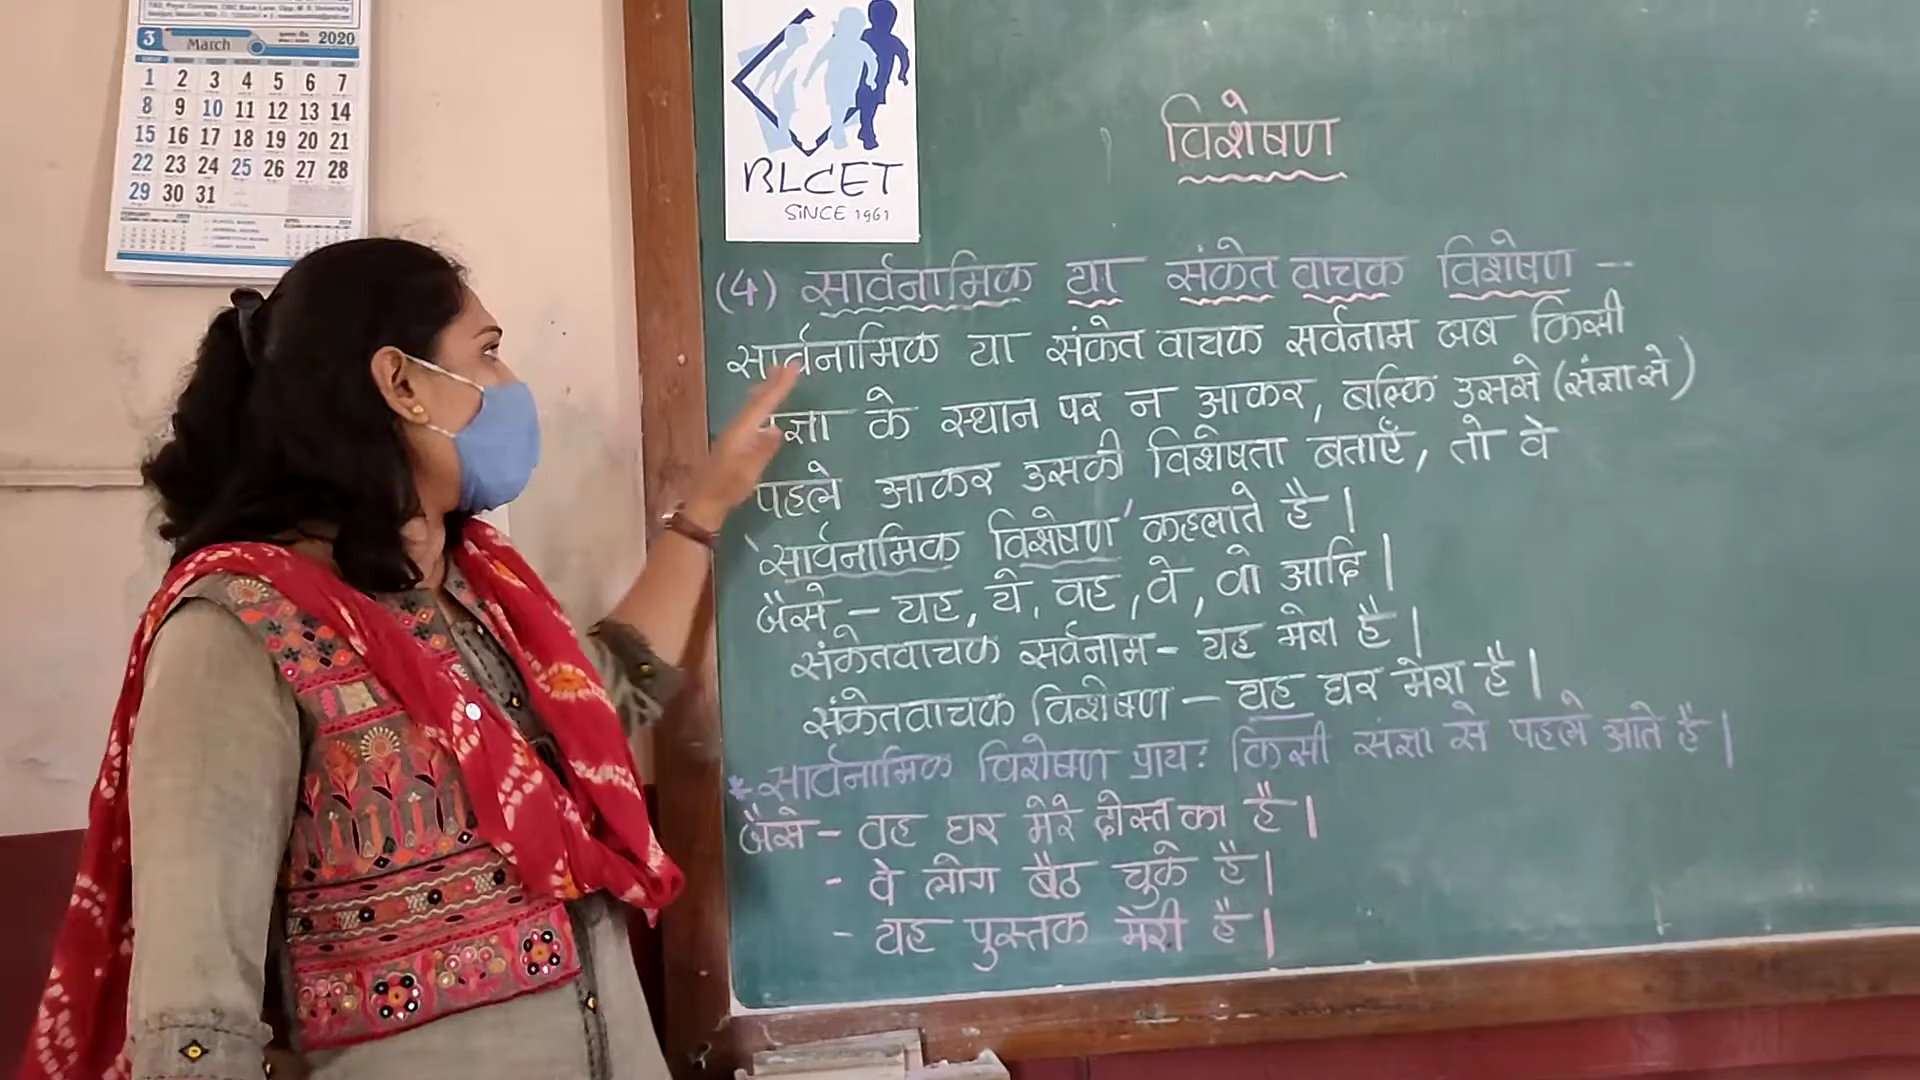 3 March 2020
1 2 3 4 5 6 7
8 9 10 11 12 13 14
15 16 17 18 19 20 21
22 23 24 25 26 27 28
29 30 31
BLCET
SINCE 1961
विशेषण
(4) सार्वनामिक या संकेत वाचक विशेषण –
सार्वनामिक या संकेत वाचक सर्वनाम जब किसी
के स्थान पर न आकर, बल्कि उससे (संज्ञा से)
पहले आकर उसकी विशेषता बताएँ, तो वे
'सार्वनामिक विशेषण' कहलाते है।
जैसे – यह, ये, वह, वे, वो आदि।
संकेतवाचक सर्वनाम - यह मेरा है।
संकेतवाचक विशेषण – यह घर मेरा है।
* सार्वनामिक विशेषण प्रायः किसी संज्ञा से पहले आते है।
जैसे – वह घर मेरे दोस्त का है।
- वे लोग बैठ चुके है।
- यह पुस्तक मेरी है।